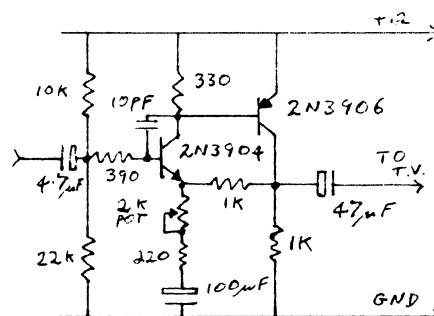 +12
10K
330
10PF
2N3906
2N3904
4.7µF
390
TO
T.V.
2K
POT
1K
47µF
22K
220
1K
100µF
GND